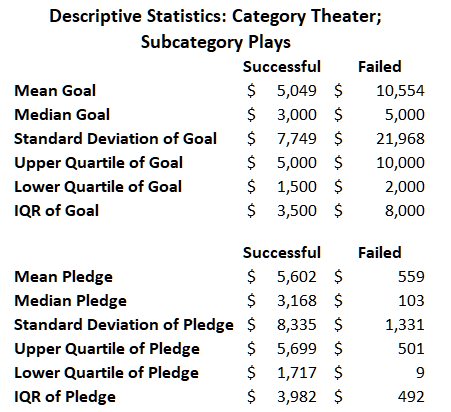 Descriptive Statistics: Category Theater;
Subcategory Plays
Successful Failed
Mean Goal $ 5,049 $ 10,554
Median Goal $ 3,000 $ 5,000
Standard Deviation of Goal $ 7,749 $ 21,968
Upper Quartile of Goal $ 5,000 $ 10,000
Lower Quartile of Goal $ 1,500 $ 2,000
IQR of Goal $ 3,500 $ 8,000
Successful Failed
Mean Pledge $ 5,602 $ 559
Median Pledge $ 3,168 $ 103
Standard Deviation of Pledge $ 8,335 $ 1,331
Upper Quartile of Pledge $ 5,699 $ 501
Lower Quartile of Pledge $ 1,717 $ 9
IQR of Pledge $ 3,982 $ 492